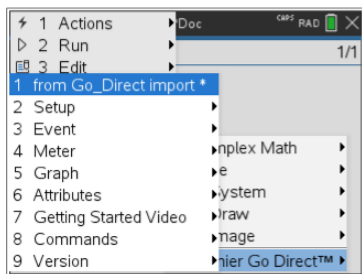 1 Actions
Doc
CAPS RAD
2 Run
1/1
3 Edit
1 from Go_Direct import *
2 Setup
3 Event
4 Meter
mplex Math
5 Graph
e
6 Attributes
ystem
7 Getting Started Video
Draw
8 Commands
mage
9 Version
nier Go Direct™